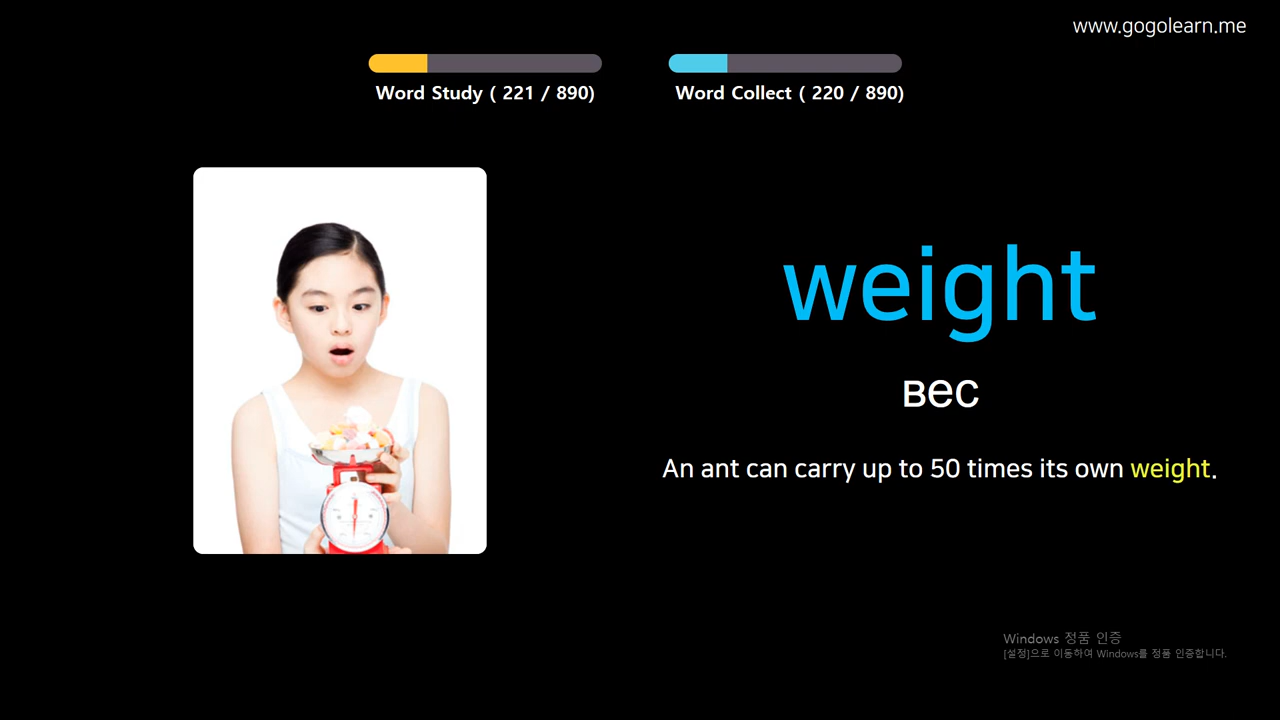 www.gogolearn.me
Word Study ( 221 / 890)
Word Collect ( 220 / 890)
weight
вес
An ant can carry up to 50 times its own weight.
Windows 정품 인증
[설정]으로 이동하여 Windows를 정품 인증합니다.